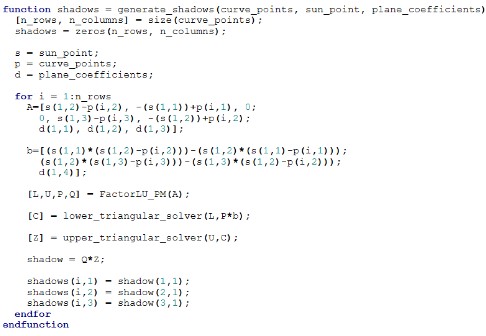 function shadows = generate_shadows(curve_points, sun_point, plane_coefficients)
[n_rows, n_columns] = size(curve_points);
shadows = zeros(n_rows, n_columns);
s = sun_point;
p = curve_points;
d = plane_coefficients;
for i = 1:n_rows
A=[s(1,2)-p(i,2), -(s(1,1))+p(i,1), 0;
0, s(1,3)-p(i,3), -(s(1,2))+p(i,2);
d(1,1), d(1,2), d(1,3)];
b=[(s(1,1)*(s(1,2)-p(i,2)))-(s(1,2)*(s(1,1)-p(i,1)));
(s(1,2)*(s(1,3)-p(i,3)))-(s(1,3)*(s(1,2)-p(i,2)));
d(1,4)];
[L,U,P,Q] = FactorLU_PM(A);
[C] = lower_triangular_solver(L,P*b);
[Z] = upper_triangular_solver(U,C);
shadow = Q*Z;
shadows(i,1) = shadow(1,1);
shadows(i,2) = shadow(2,1);
shadows(i,3) = shadow(3,1);
endfor
endfunction